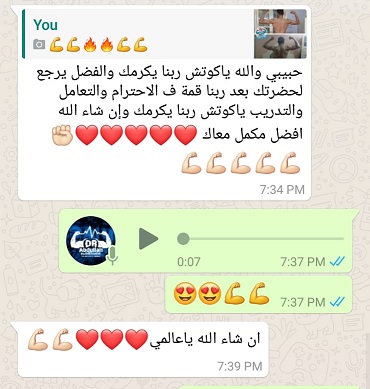 You
💪💪🔥🔥💪💪
حبيبي والله ياكوتش ربنا يكرمك والفضل يرجع
لحضرتك بعد ربنا قمة ف الاحترام والتعامل
والتدريب ياكوتش ربنا يكرمك وإن شاء الله
افضل مكمل معاك ❤️❤️❤️❤️❤️✊🏻
💪🏻💪🏻💪🏻💪🏻💪🏻
7:34 PM
DR
Abdullah
0:07
7:37 PM
😍😍💪💪
7:37 PM
ان شاء الله ياعالمي❤️❤️❤️💪🏻💪🏻
7:39 PM